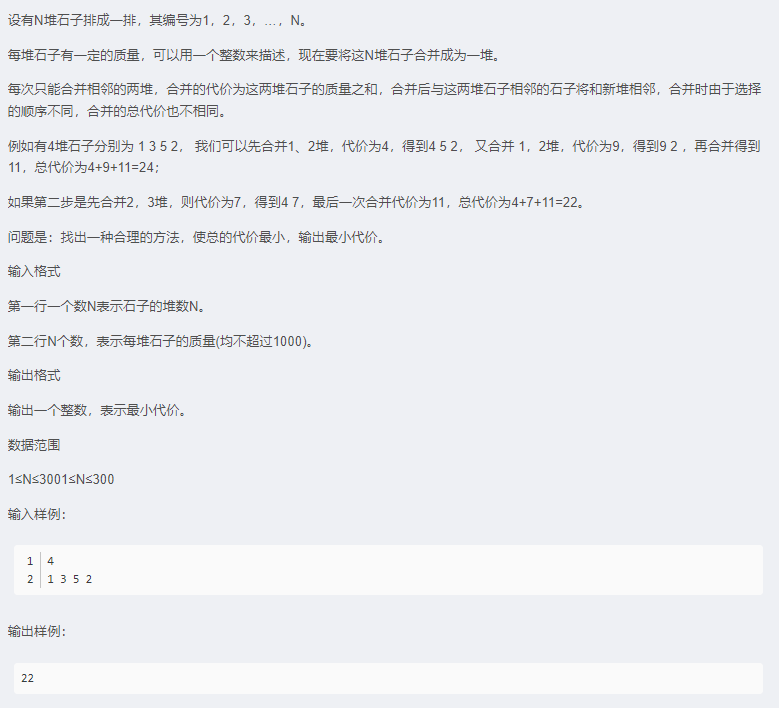 设有N堆石子排成一排，其编号为1，2，3，…，N。
每堆石子有一定的质量，可以用一个整数来描述，现在要将这N堆石子合并成为一堆。
每次只能合并相邻的两堆，合并的代价为这两堆石子的质量之和，合并后与这两堆石子相邻的石子将和新堆相邻，合并时由于选择
的顺序不同，合并的总代价也不相同。
例如有4堆石子分别为 1 3 5 2， 我们可以先合并1、2堆，代价为4，得到4 5 2， 又合并 1，2堆，代价为9，得到9 2 ，再合并得到
11，总代价为4+9+11=24；
如果第二步是先合并2，3堆，则代价为7，得到4 7，最后一次合并代价为11，总代价为4+7+11=22。
问题是：找出一种合理的方法，使总的代价最小，输出最小代价。
输入格式
第一行一个数N表示石子的堆数N。
第二行N个数，表示每堆石子的质量(均不超过1000)。
输出格式
输出一个整数，表示最小代价。
数据范围
1≤N≤3001≤N≤300
输入样例：
1 4
2 1 3 5 2
输出样例：
22